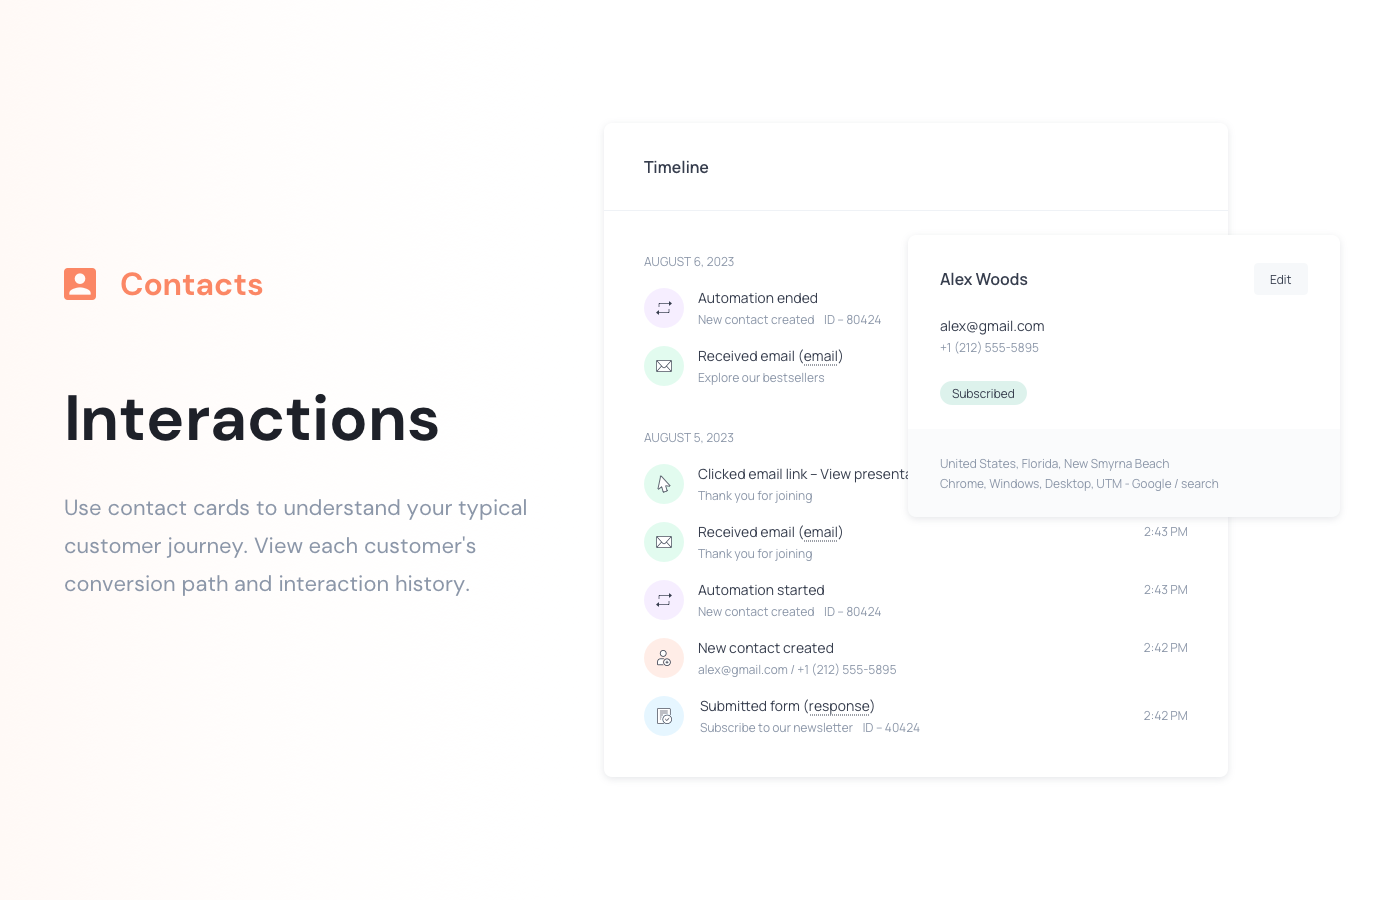 Contacts
Interactions
Use contact cards to understand your typical
customer journey. View each customer's
conversion path and interaction history.
Timeline
AUGUST 6, 2023
Automation ended
New contact created ID – 80424
Received email (email)
Explore our bestsellers
AUGUST 5, 2023
Clicked email link – View
Thank you for joining
Received email (email) 2:43 PM
Thank you for joining
Automation started 2:43 PM
New contact created ID – 80424
New contact created 2:42 PM
alex@gmail.com / +1 (212) 555-5895
Submitted form (response)
2:42 PM
Subscribe to our newsletter ID – 40424
Alex Woods Edit
alex@gmail.com
+1 (212) 555-5895
Subscribed
United States, Florida, New Smyrna Beach
Chrome, Windows, Desktop, UTM - Google / search